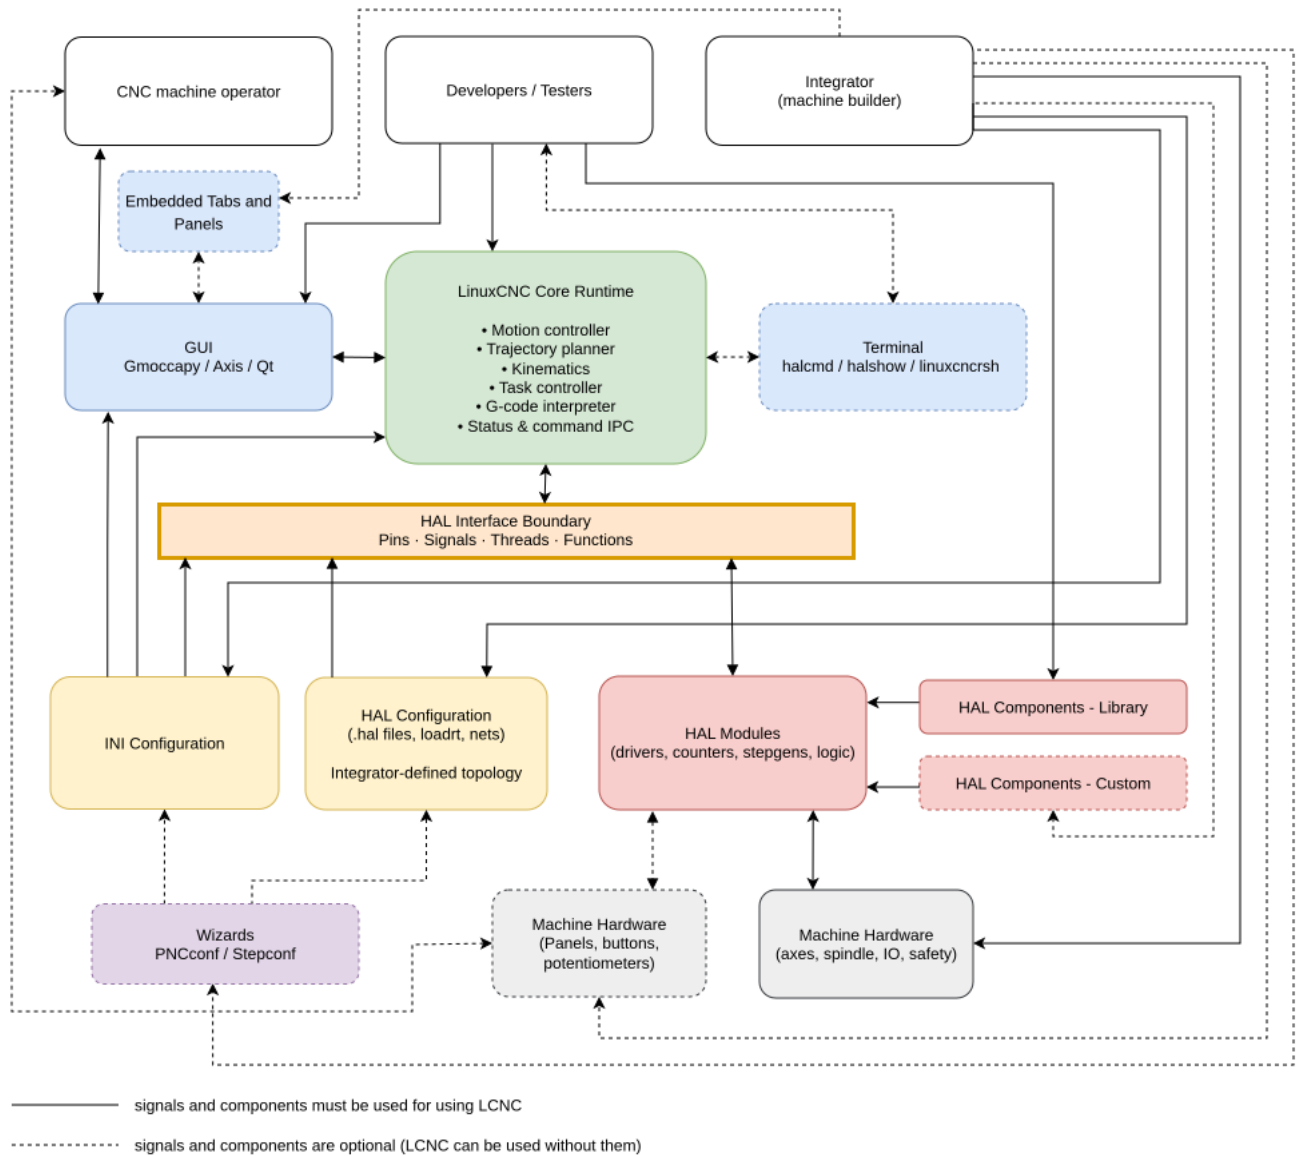 CNC machine operator
Developers / Testers
Integrator
(machine builder)
Embedded Tabs and
Panels
LinuxCNC Core Runtime
• Motion controller
• Trajectory planner
• Kinematics
• Task controller
• G-code interpreter
• Status & command IPC
GUI
Gmoccapy / Axis / Qt
Terminal
halcmd / halshow / linuxcncrsh
HAL Interface Boundary
Pins · Signals · Threads · Functions
INI Configuration
HAL Configuration
(.hal files, loadrt, nets)
Integrator-defined topology
HAL Modules
(drivers, counters, stepgens, logic)
HAL Components - Library
HAL Components - Custom
Wizards
PNCconf / Stepconf
Machine Hardware
(Panels, buttons,
potentiometers)
Machine Hardware
(axes, spindle, IO, safety)
signals and components must be used for using LCNC
signals and components are optional (LCNC can be used without them)